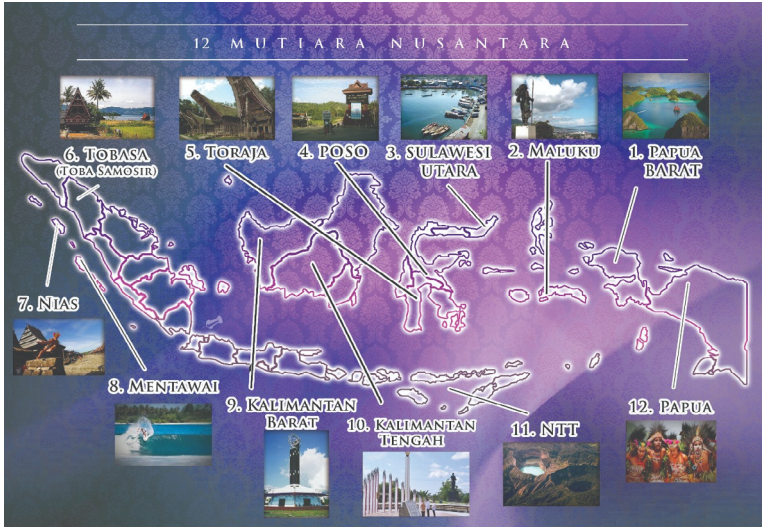 12 MUTIARA NUSANTARA
6. TOBASA
(TOBA SAMOSIR)
5. TORAJA
4. POSO
3. SULAWESI
UTARA
2. MALUKU
1. PAPUA
BARAT
7. NIAS
8. MENTAWAI
9. KALIMANTAN
BARAT
10. KALIMANTAN
TENGAH
11. NTT
12. PAPUA